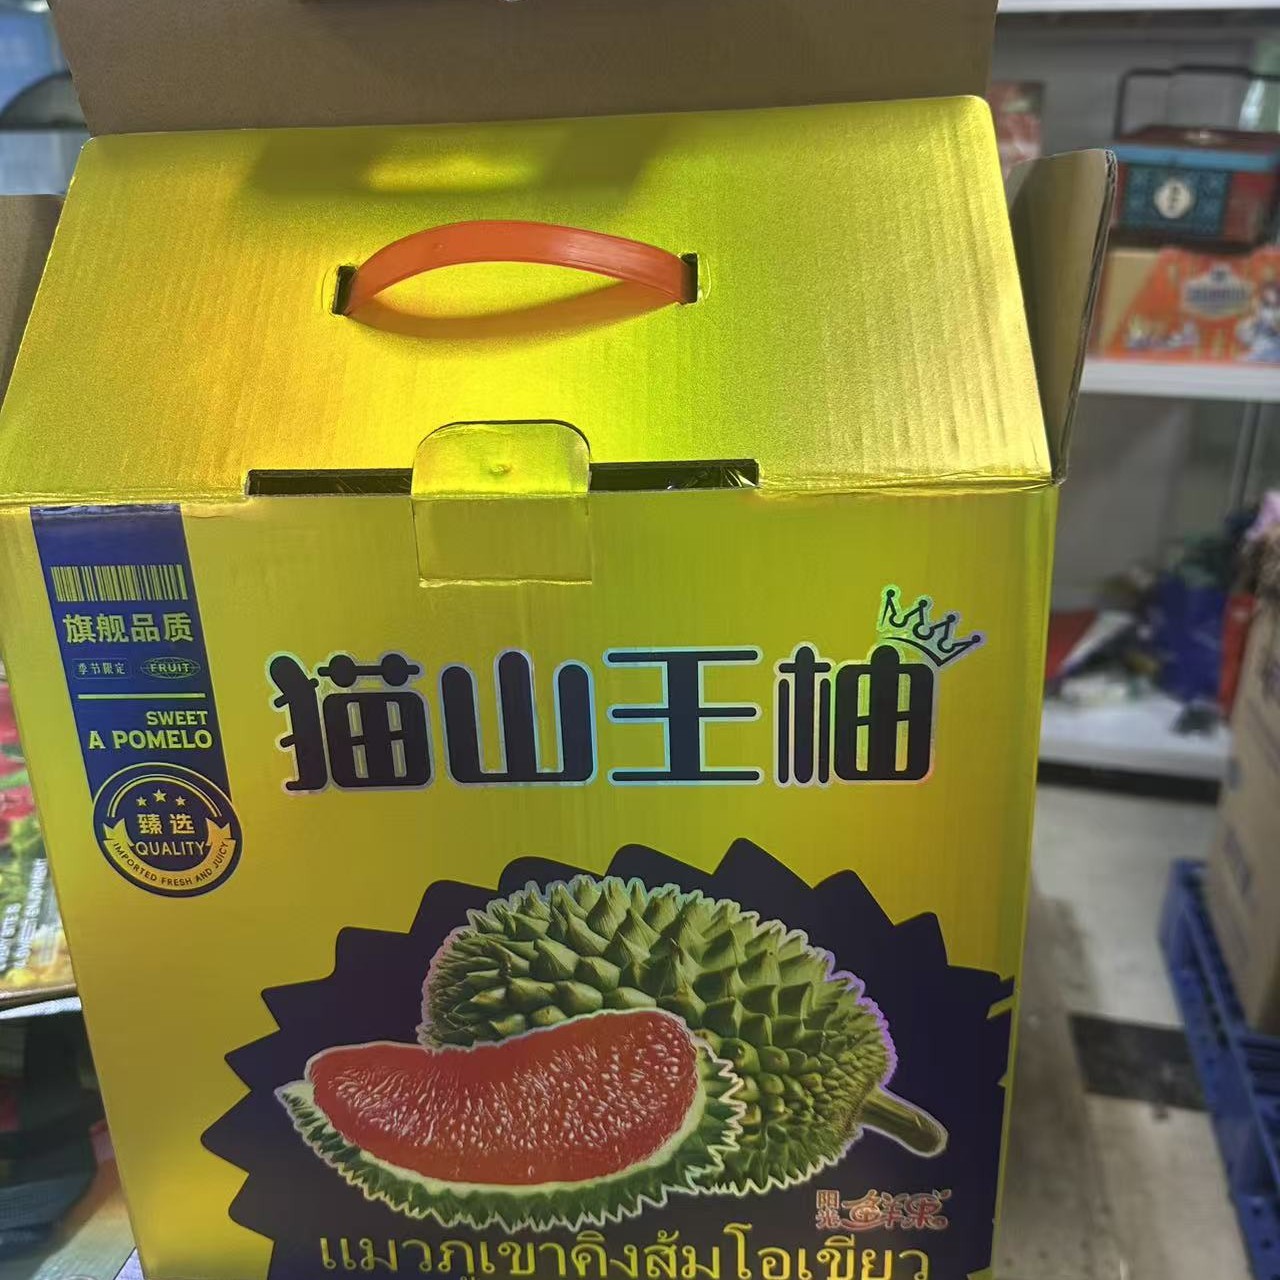 旗舰品质
季节限定 FRUIT
SWEET
A POMELO
臻选
QUALITY
IMPORTED FRESH AND JUICY
猫山王柚
阳光鲜果
แมวภูเขาคิงส้มโอเขียว